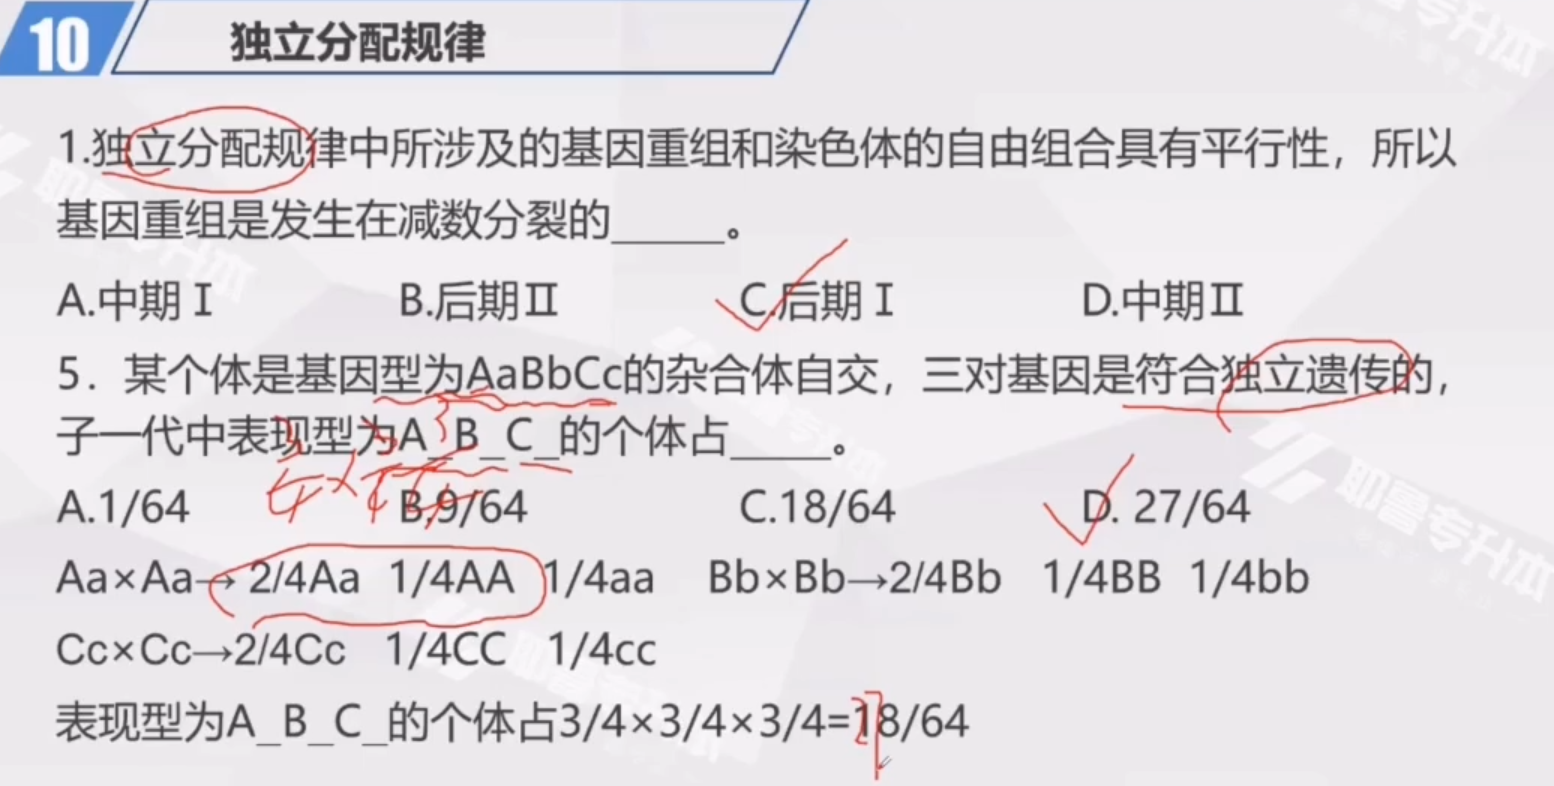 10 独立分配规律
1.独立分配规律中所涉及的基因重组和染色体的自由组合具有平行性，所以
基因重组是发生在减数分裂的_____。
A.中期Ⅰ B.后期Ⅱ C.后期Ⅰ D.中期Ⅱ
5．某个体是基因型为AaBbCc的杂合体自交，三对基因是符合独立遗传的，
子一代中表现型为A_B_C_的个体占_____。
A.1/64 B.9/64 C.18/64 D. 27/64
Aa×Aa→ 2/4Aa 1/4AA 1/4aa Bb×Bb→2/4Bb 1/4BB 1/4bb
Cc×Cc→2/4Cc 1/4CC 1/4cc
表现型为A_B_C_的个体占3/4×3/4×3/4=18/64
耶鲁专升本